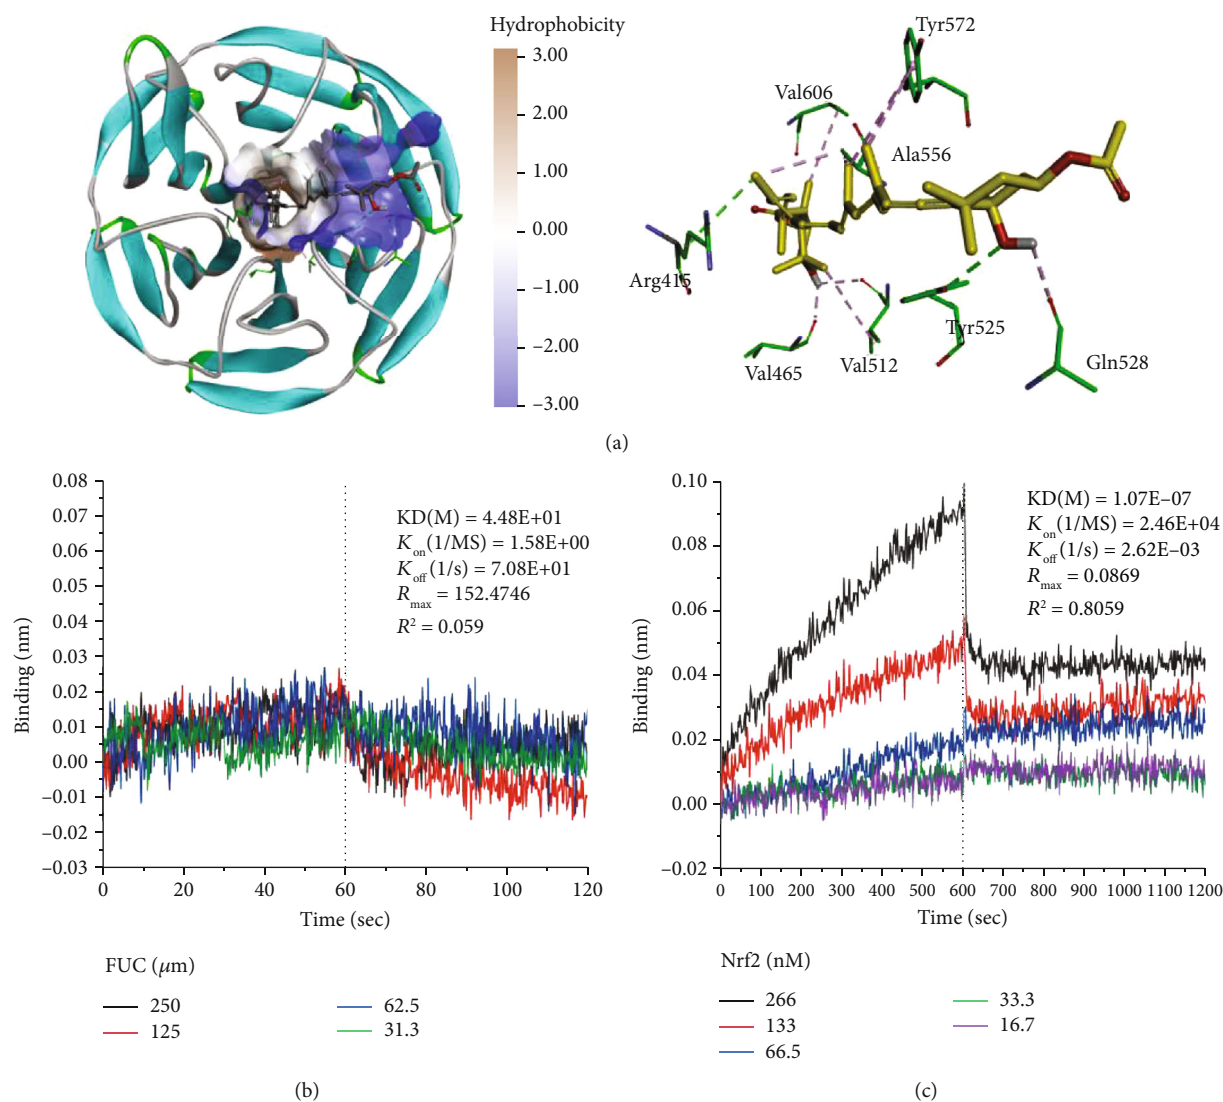 Hydrophobicity
3.00
2.00
1.00
0.00
−1.00
−2.00
−3.00
Tyr572
Val606
Ala556
Arg415
Tyr525
Val465
Val512
Gln528
(a)
0.08
0.07
0.06
0.05
0.04
0.03
0.02
0.01
0.00
−0.01
−0.02
−0.03
Binding (nm)
KD(M) = 4.48E+01
Kon(1/MS) = 1.58E+00
Koff(1/s) = 7.08E+01
Rmax = 152.4746
R² = 0.059
0 20 40 60 80 100 120
Time (sec)
FUC (μm)
250
125
62.5
31.3
(b)
0.10
0.08
0.06
0.04
0.02
0.00
−0.02
Binding (nm)
KD(M) = 1.07E−07
Kon(1/MS) = 2.46E+04
Koff(1/s) = 2.62E−03
Rmax = 0.0869
R² = 0.8059
0 100 200 300 400 500 600 700 800 900 1000 1100 1200
Time (sec)
Nrf2 (nM)
266
133
66.5
33.3
16.7
(c)